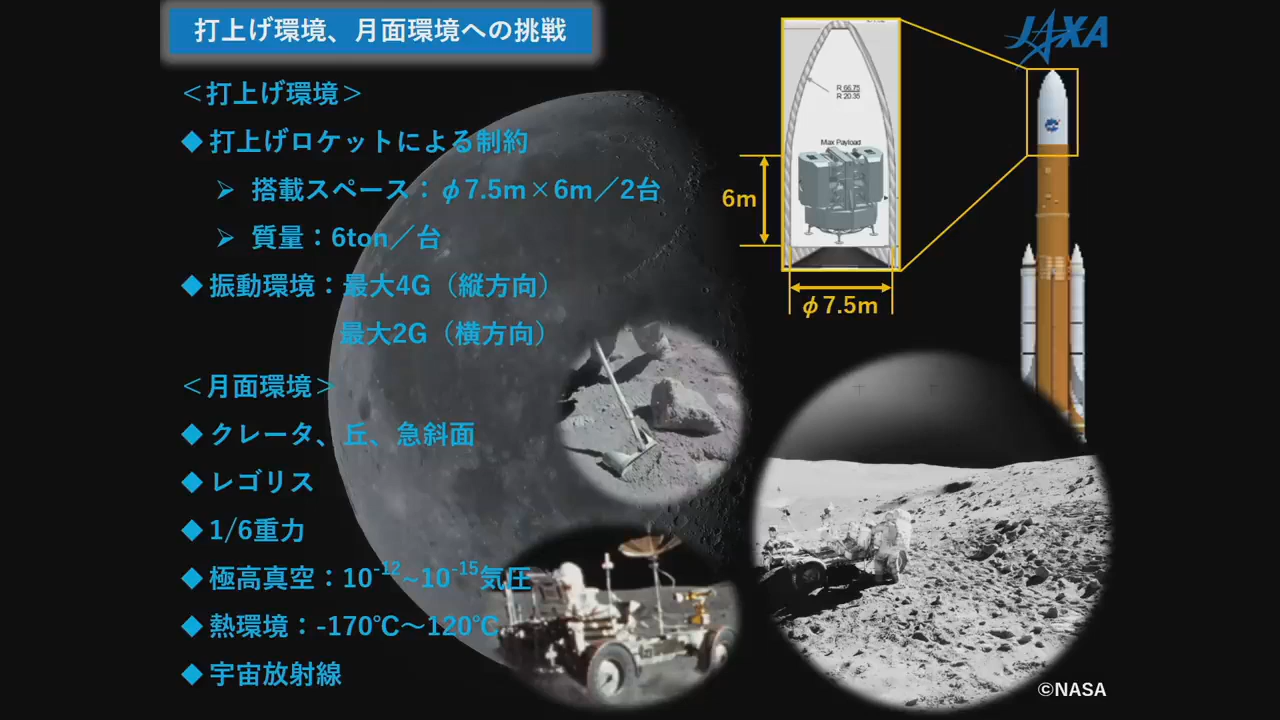 打上げ環境、月面環境への挑戦
JAXA
＜打上げ環境＞
◆打上げロケットによる制約
➢ 搭載スペース：φ7.5m×6m／2台
➢ 質量：6ton／台
◆振動環境：最大4G（縦方向）
最大2G（横方向）
＜月面環境＞
◆クレータ、丘、急斜面
◆レゴリス
◆1/6重力
◆極高真空：10⁻¹²~10⁻¹⁵気圧
◆熱環境：-170℃～120℃
◆宇宙放射線
R 66.75
R 20.35
Max Payload
6m
φ7.5m
©NASA